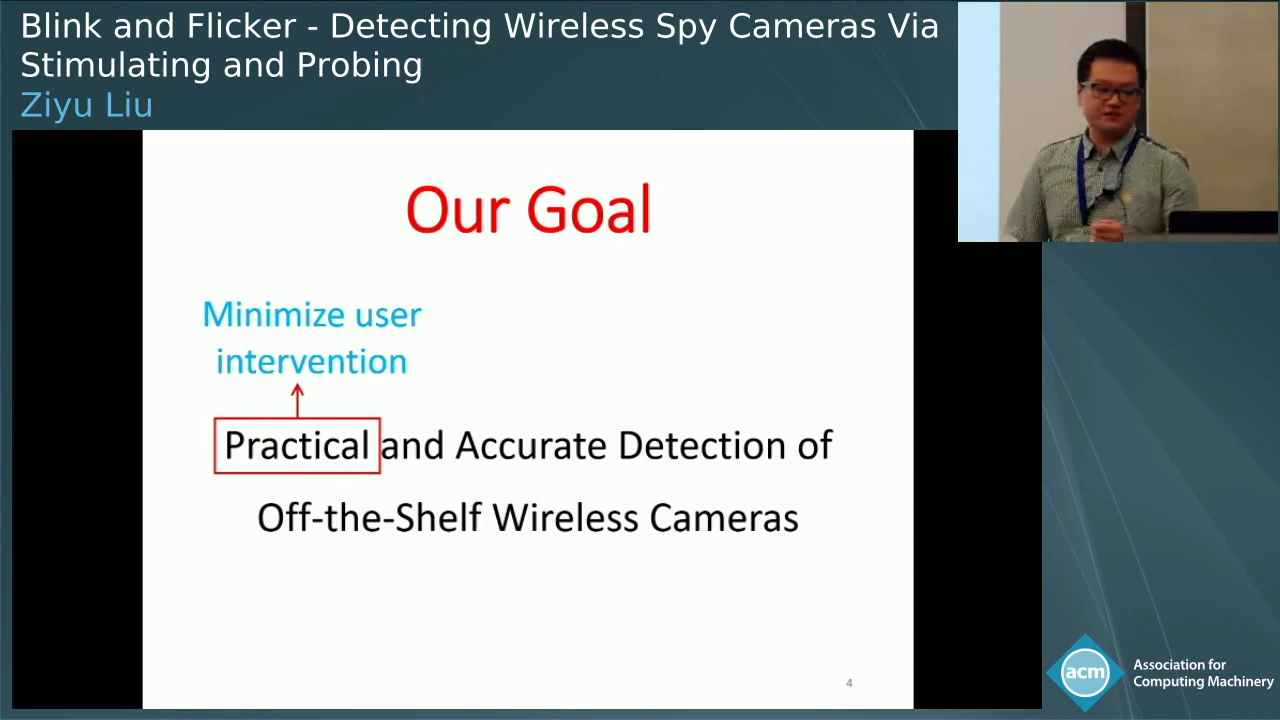 Blink and Flicker - Detecting Wireless Spy Cameras Via
Stimulating and Probing
Ziyu Liu
Our Goal
Minimize user
intervention
Practical and Accurate Detection of
Off-the-Shelf Wireless Cameras
4
acm
Association for
Computing Machinery